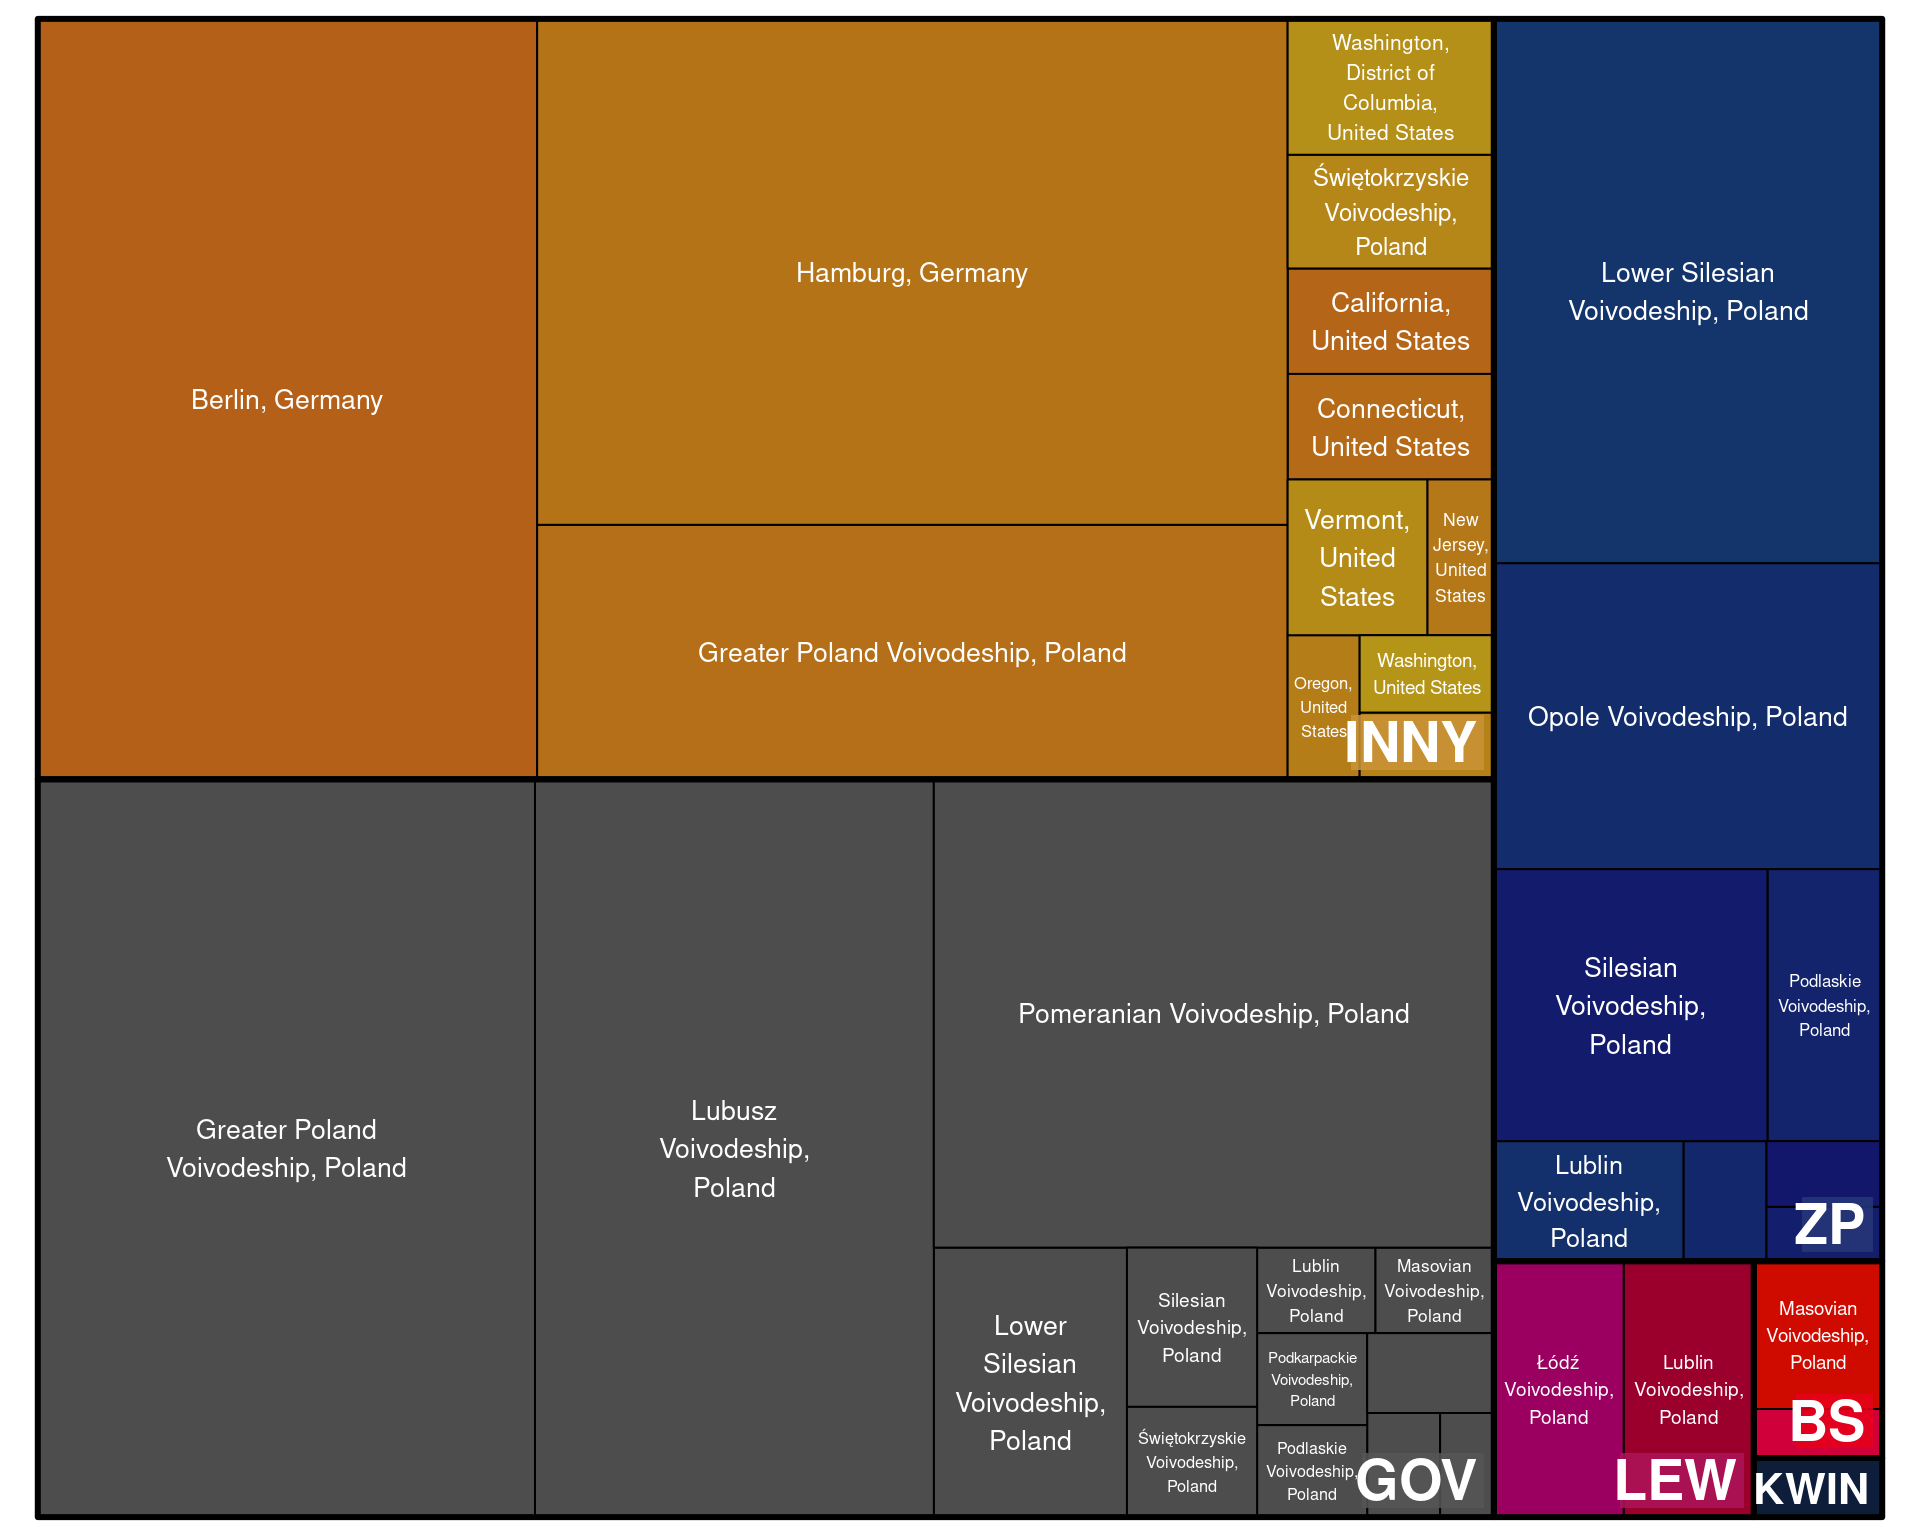 Berlin, Germany
Hamburg, Germany
Greater Poland Voivodeship, Poland
Washington,
District of
Columbia,
United States
Świętokrzyskie
Voivodeship,
Poland
California,
United States
Connecticut,
United States
Vermont,
United
States
New
Jersey,
United
States
Oregon,
United
States
Washington,
United States
INNY
Greater Poland
Voivodeship, Poland
Lubusz
Voivodeship,
Poland
Pomeranian Voivodeship, Poland
Lower
Silesian
Voivodeship,
Poland
Silesian
Voivodeship,
Poland
Świętokrzyskie
Voivodeship,
Poland
Lublin
Voivodeship,
Poland
Masovian
Voivodeship,
Poland
Podkarpackie
Voivodeship,
Poland
Podlaskie
Voivodeship,
Poland
GOV
Lower Silesian
Voivodeship, Poland
Opole Voivodeship, Poland
Silesian
Voivodeship,
Poland
Podlaskie
Voivodeship,
Poland
Lublin
Voivodeship,
Poland
ZP
Łódź
Voivodeship,
Poland
Lublin
Voivodeship,
Poland
LEW
Masovian
Voivodeship,
Poland
BS
KWIN